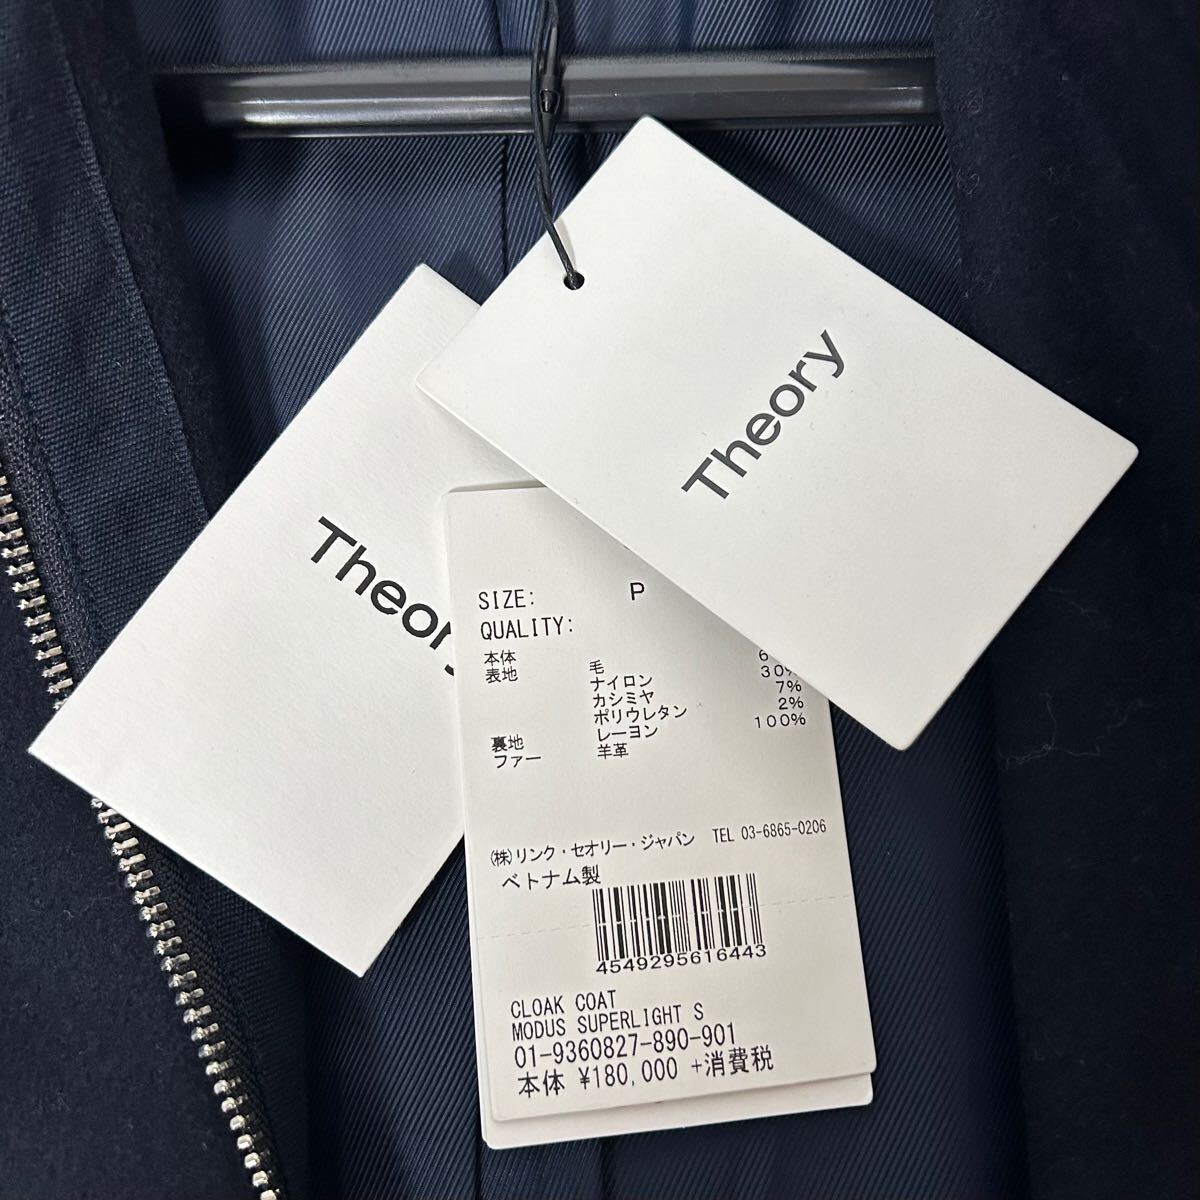 Theory
Theory
SIZE: P
QUALITY:
本体
表地 毛
ナイロン 30%
カシミヤ 7%
ポリウレタン 2%
裏地 レーヨン 100%
ファー 羊革
(株)リンク・セオリー・ジャパン TEL 03-6865-0206
ベトナム製
4549295616443
CLOAK COAT
MODUS SUPERLIGHT S
01-9360827-890-901
本体 ¥180,000 +消費税